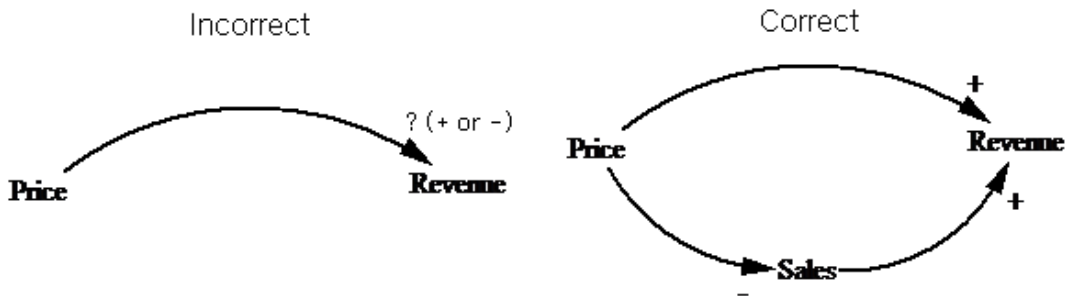 Incorrect
? (+ or -)
Price
Revenue
Correct
+
Price
Revenue
+
Sales
-